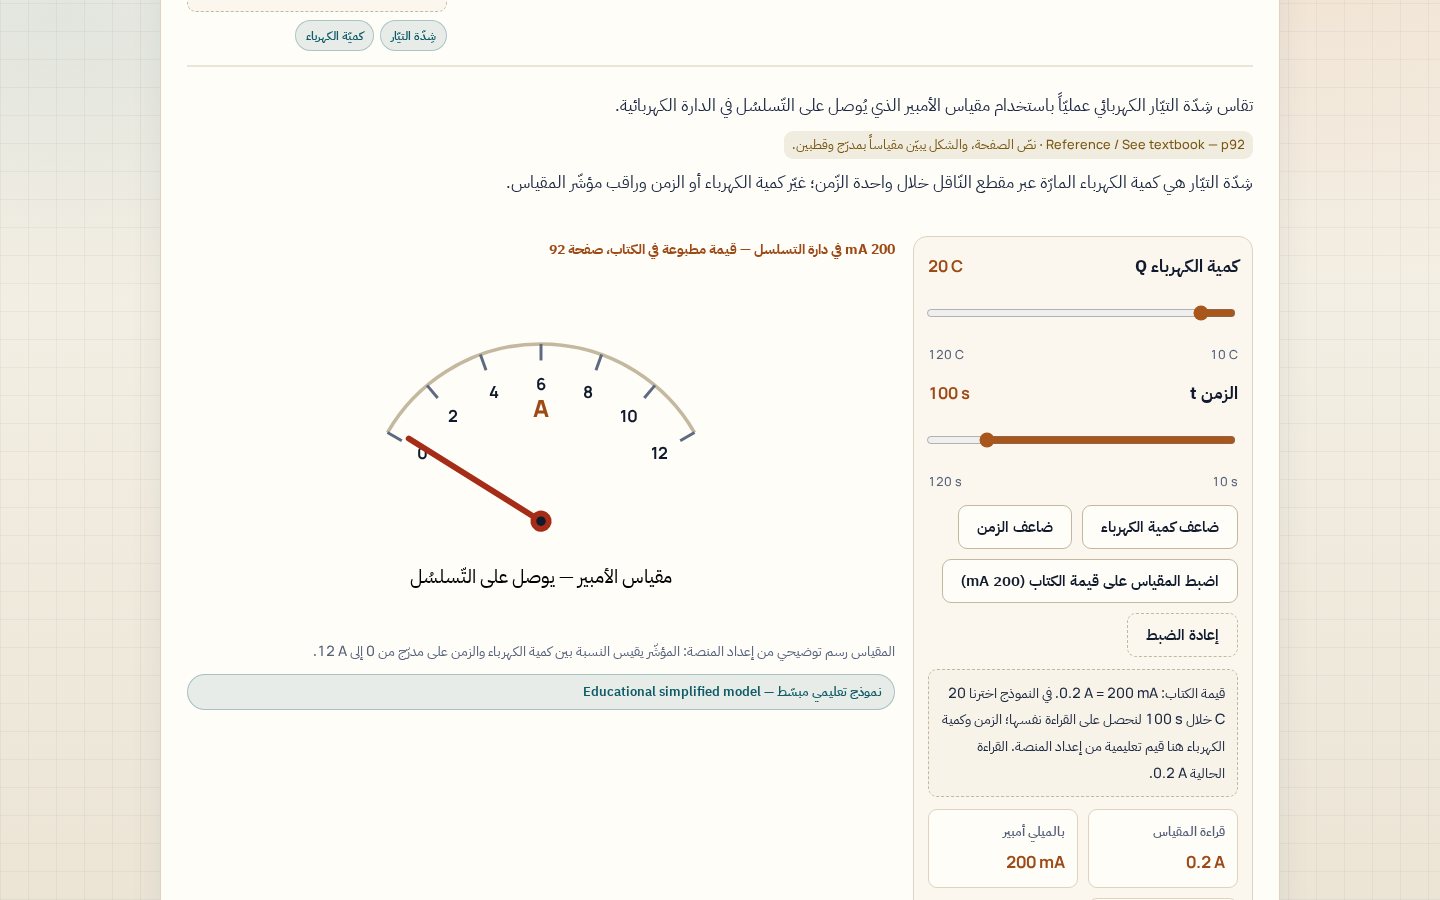 شِدّة التيّار
كميّة الكهرباء
تقاس شِدّة التيّار الكهربائي عمليّاً باستخدام مقياس الأمبير الذي يُوصل على التّسلسُل في الدارة الكهربائية.
Reference / See textbook — p92 · نصّ الصفحة، والشكل يبيّن مقياساً بمدرّج وقطبين.
شِدّة التيّار هي كمية الكهرباء المارّة عبر مقطع النّاقل خلال واحدة الزّمن؛ غيّر كمية الكهرباء أو الزمن وراقب مؤشّر المقياس.
كمية الكهرباء Q
20 C
10 C
120 C
الزمن t
100 s
10 s
120 s
ضاعف كمية الكهرباء
ضاعف الزمن
اضبط المقياس على قيمة الكتاب (200 mA)
إعادة الضبط
قيمة الكتاب: 200 mA = 0.2 A. في النموذج اخترنا 20
C خلال 100 s لنحصل على القراءة نفسها؛ الزمن وكمية
الكهرباء هنا قيم تعليمية من إعداد المنصة. القراءة
الحالية 0.2 A.
قراءة المقياس
0.2 A
بالميلي أمبير
200 mA
200 mA في دارة التسلسل — قيمة مطبوعة في الكتاب، صفحة 92
0
2
4
6
8
10
12
A
مقياس الأمبير — يوصل على التّسلسُل
المقياس رسم توضيحي من إعداد المنصة: المؤشّر يقيس النسبة بين كمية الكهرباء والزمن على مدرّج من 0 إلى 12 A.
نموذج تعليمي مبسّط — Educational simplified model